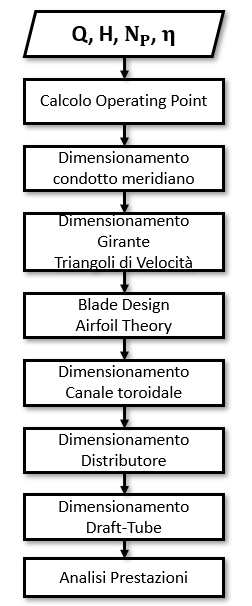 Q, H, N_P, η
Calcolo Operating Point
Dimensionamento
condotto meridiano
Dimensionamento
Girante
Triangoli di Velocità
Blade Design
Airfoil Theory
Dimensionamento
Canale toroidale
Dimensionamento
Distributore
Dimensionamento
Draft-Tube
Analisi Prestazioni